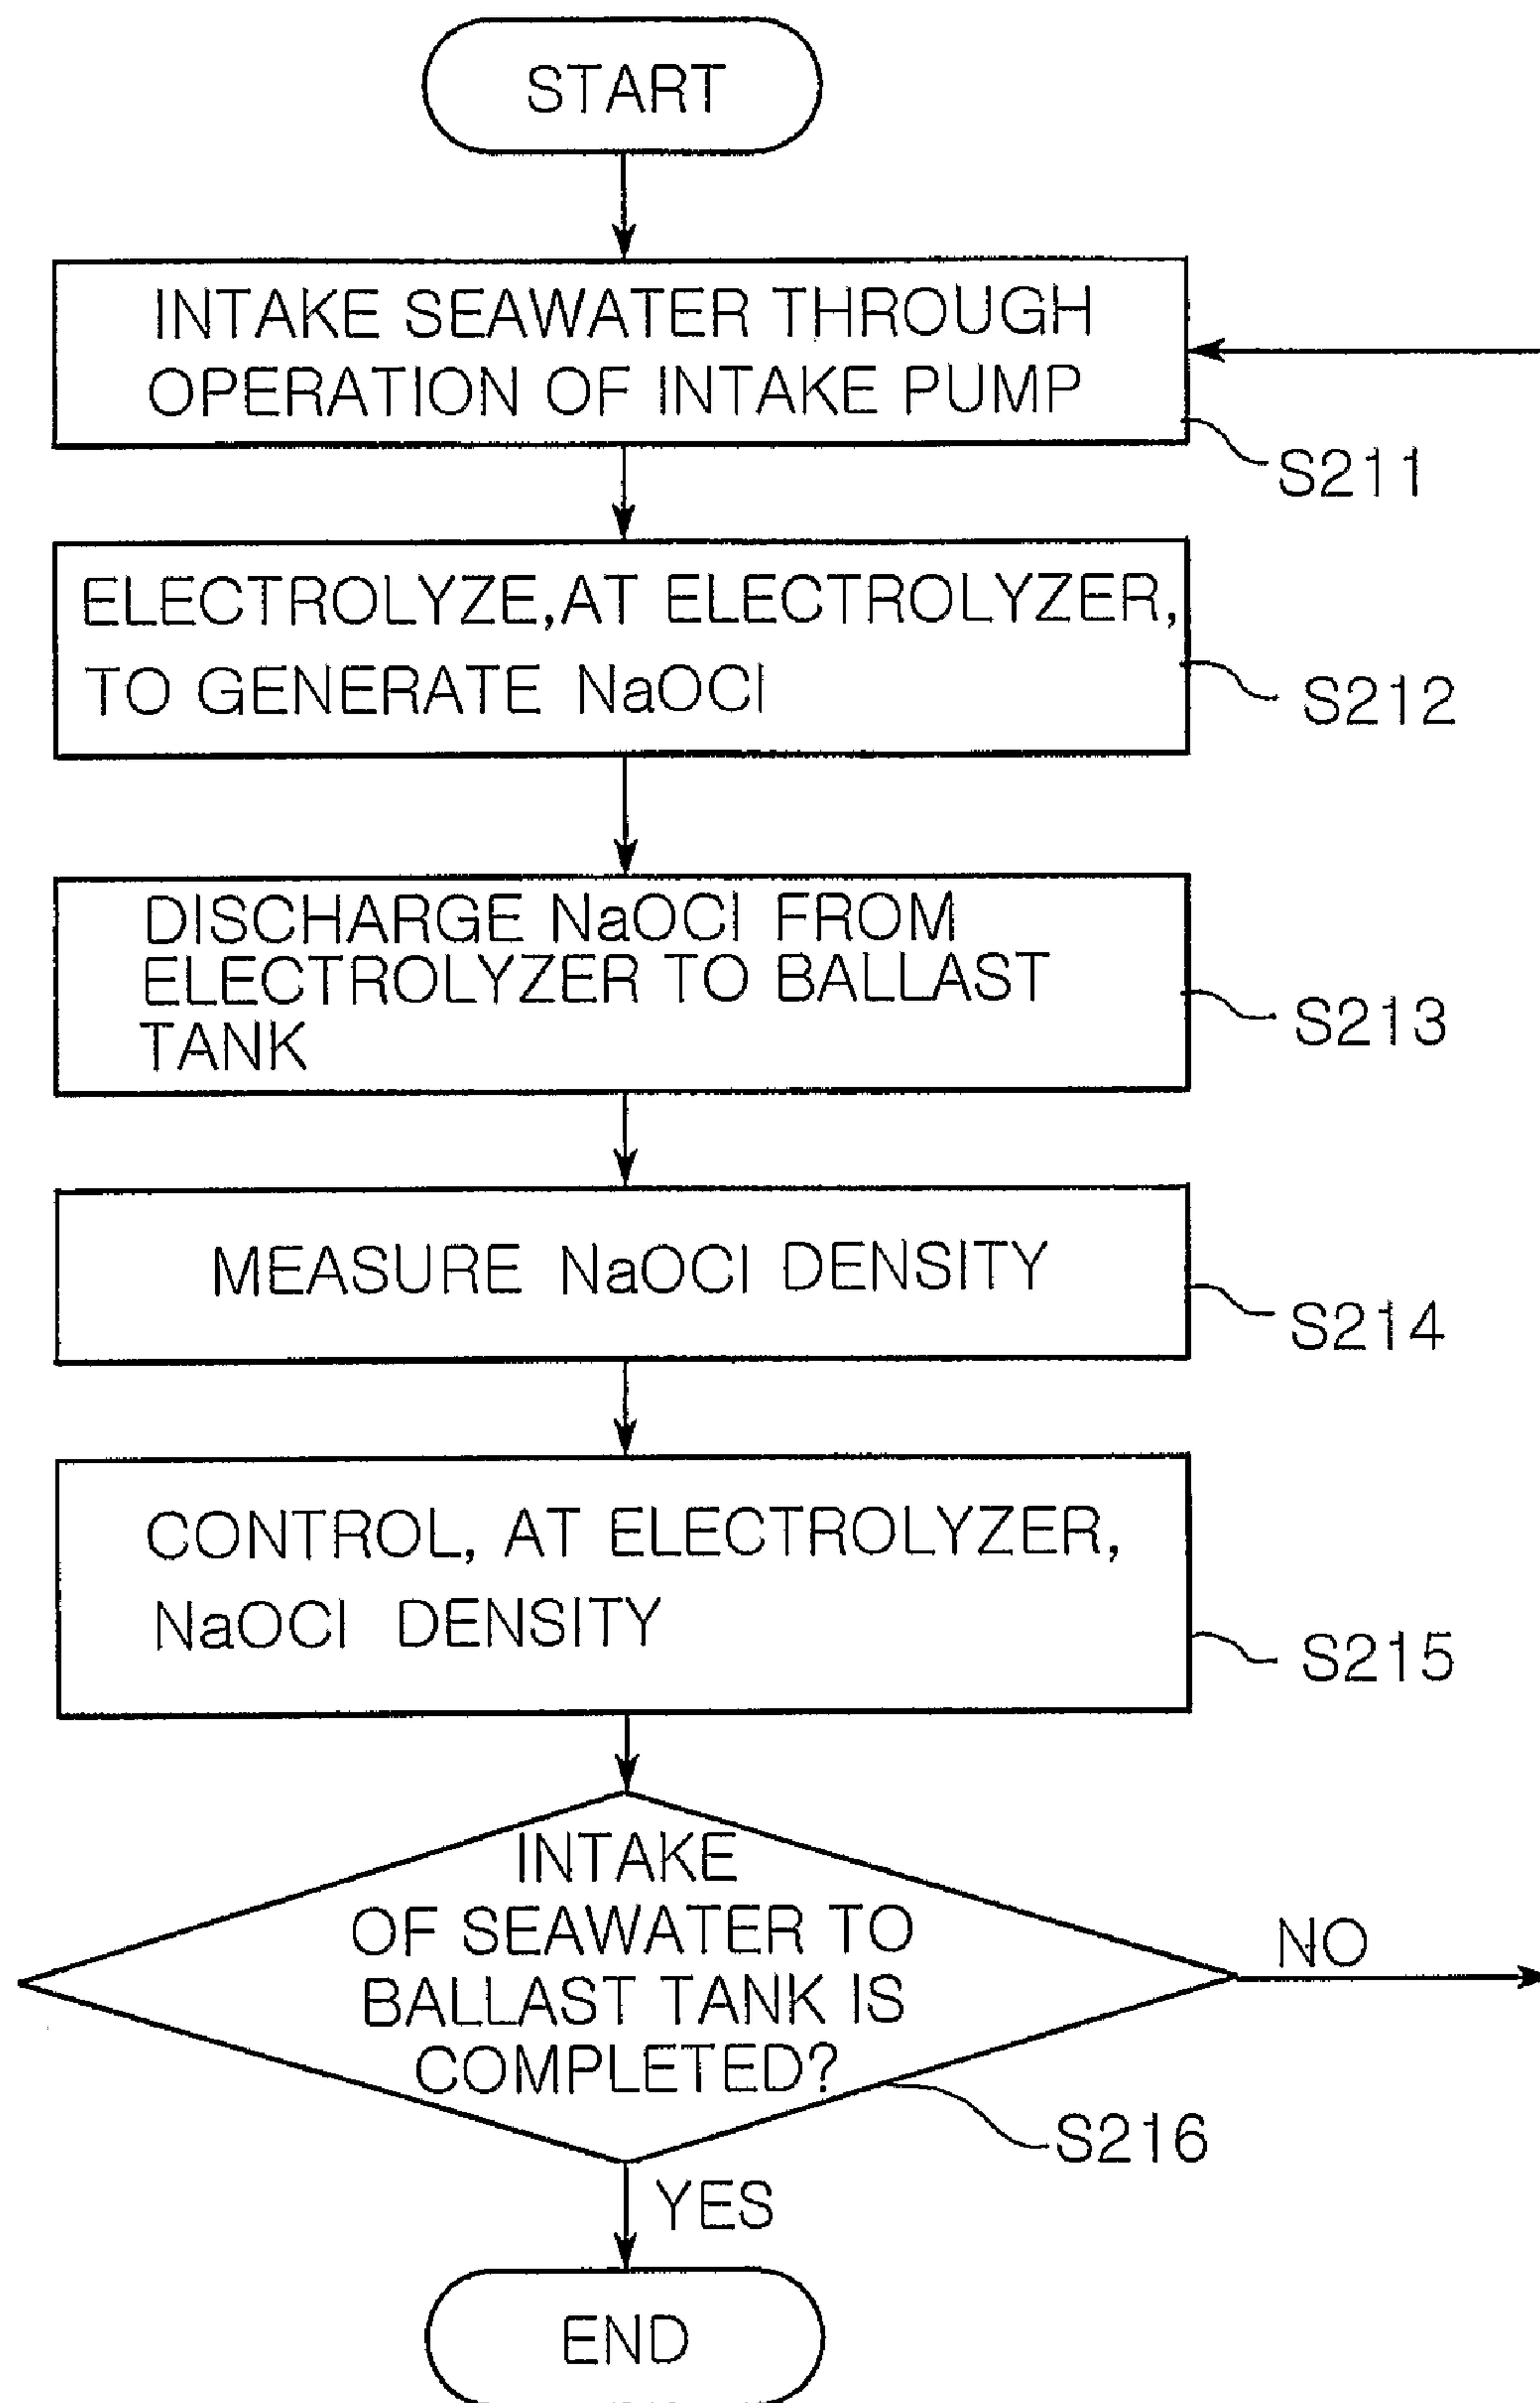 START
INTAKE SEAWATER THROUGH
OPERATION OF INTAKE PUMP
S211
ELECTROLYZE,AT ELECTROLYZER,
TO GENERATE NaOCl
S212
DISCHARGE NaOCl FROM
ELECTROLYZER TO BALLAST
TANK
S213
MEASURE NaOCl DENSITY
S214
CONTROL, AT ELECTROLYZER,
NaOCl DENSITY
S215
INTAKE
OF SEAWATER TO
BALLAST TANK IS
COMPLETED?
NO
S216
YES
END